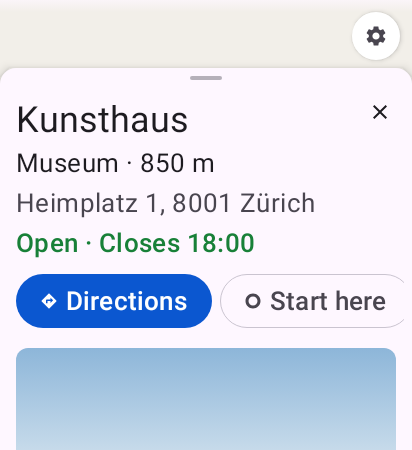 Kunsthaus
Museum · 850 m
Heimplatz 1, 8001 Zürich
Open · Closes 18:00
Directions
Start here